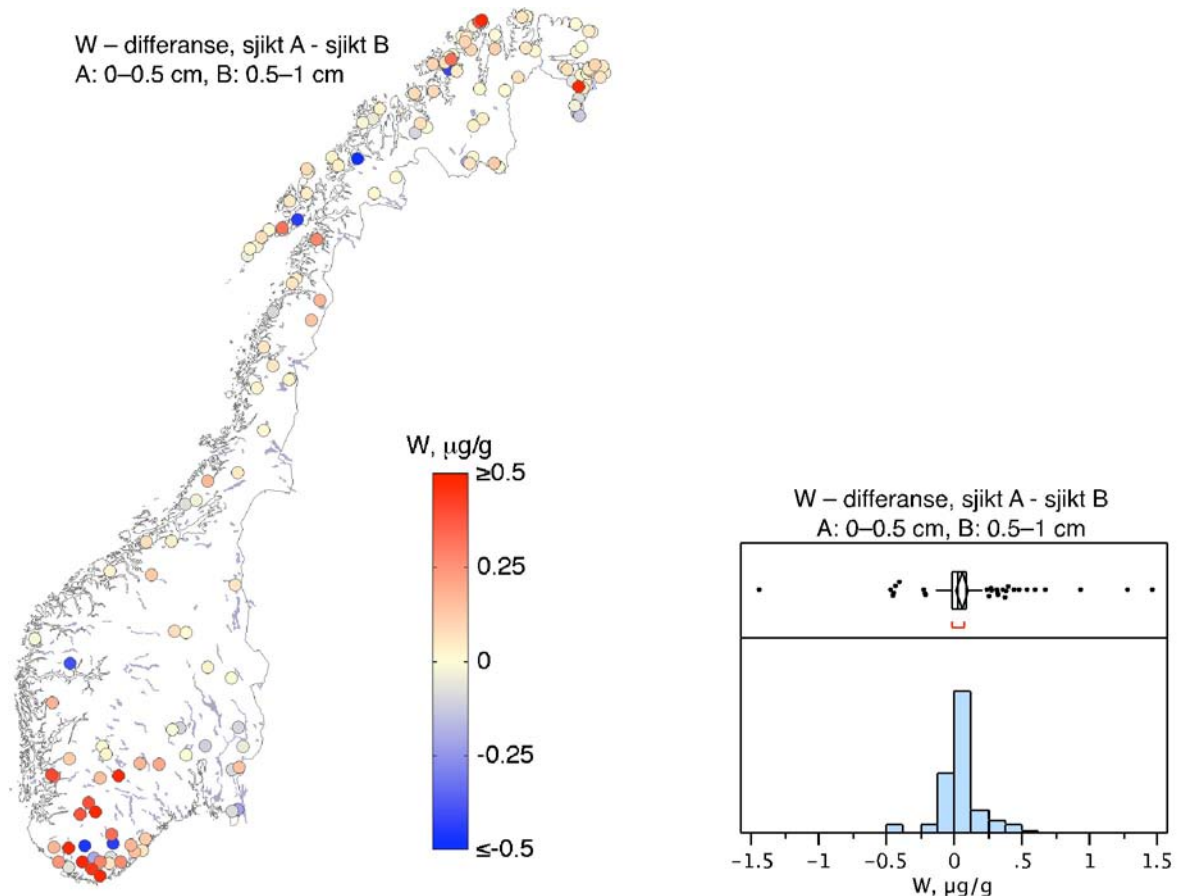 W – differanse, sjikt A - sjikt B
A: 0–0.5 cm, B: 0.5–1 cm
W, μg/g
≥0.5
0.25
0
-0.25
≤-0.5
W – differanse, sjikt A - sjikt B
A: 0–0.5 cm, B: 0.5–1 cm
-1.5 -1 -0.5 0 .5 1 1.5
W, μg/g